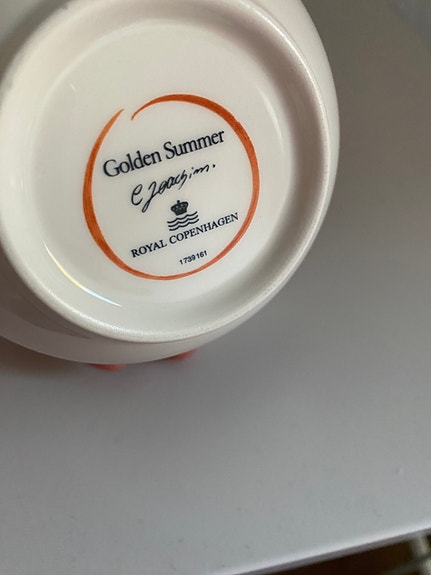 Golden Summer
C Joachim.
ROYAL COPENHAGEN
1739161